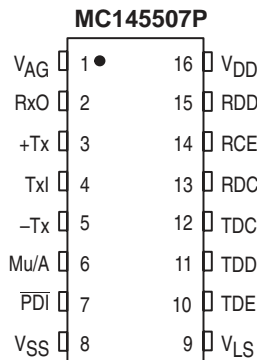 MC145507P
VAG 1 16 VDD
RxO 2 15 RDD
+Tx 3 14 RCE
TxI 4 13 RDC
–Tx 5 12 TDC
Mu/A 6 11 TDD
PDI 7 10 TDE
VSS 8 9 VLS